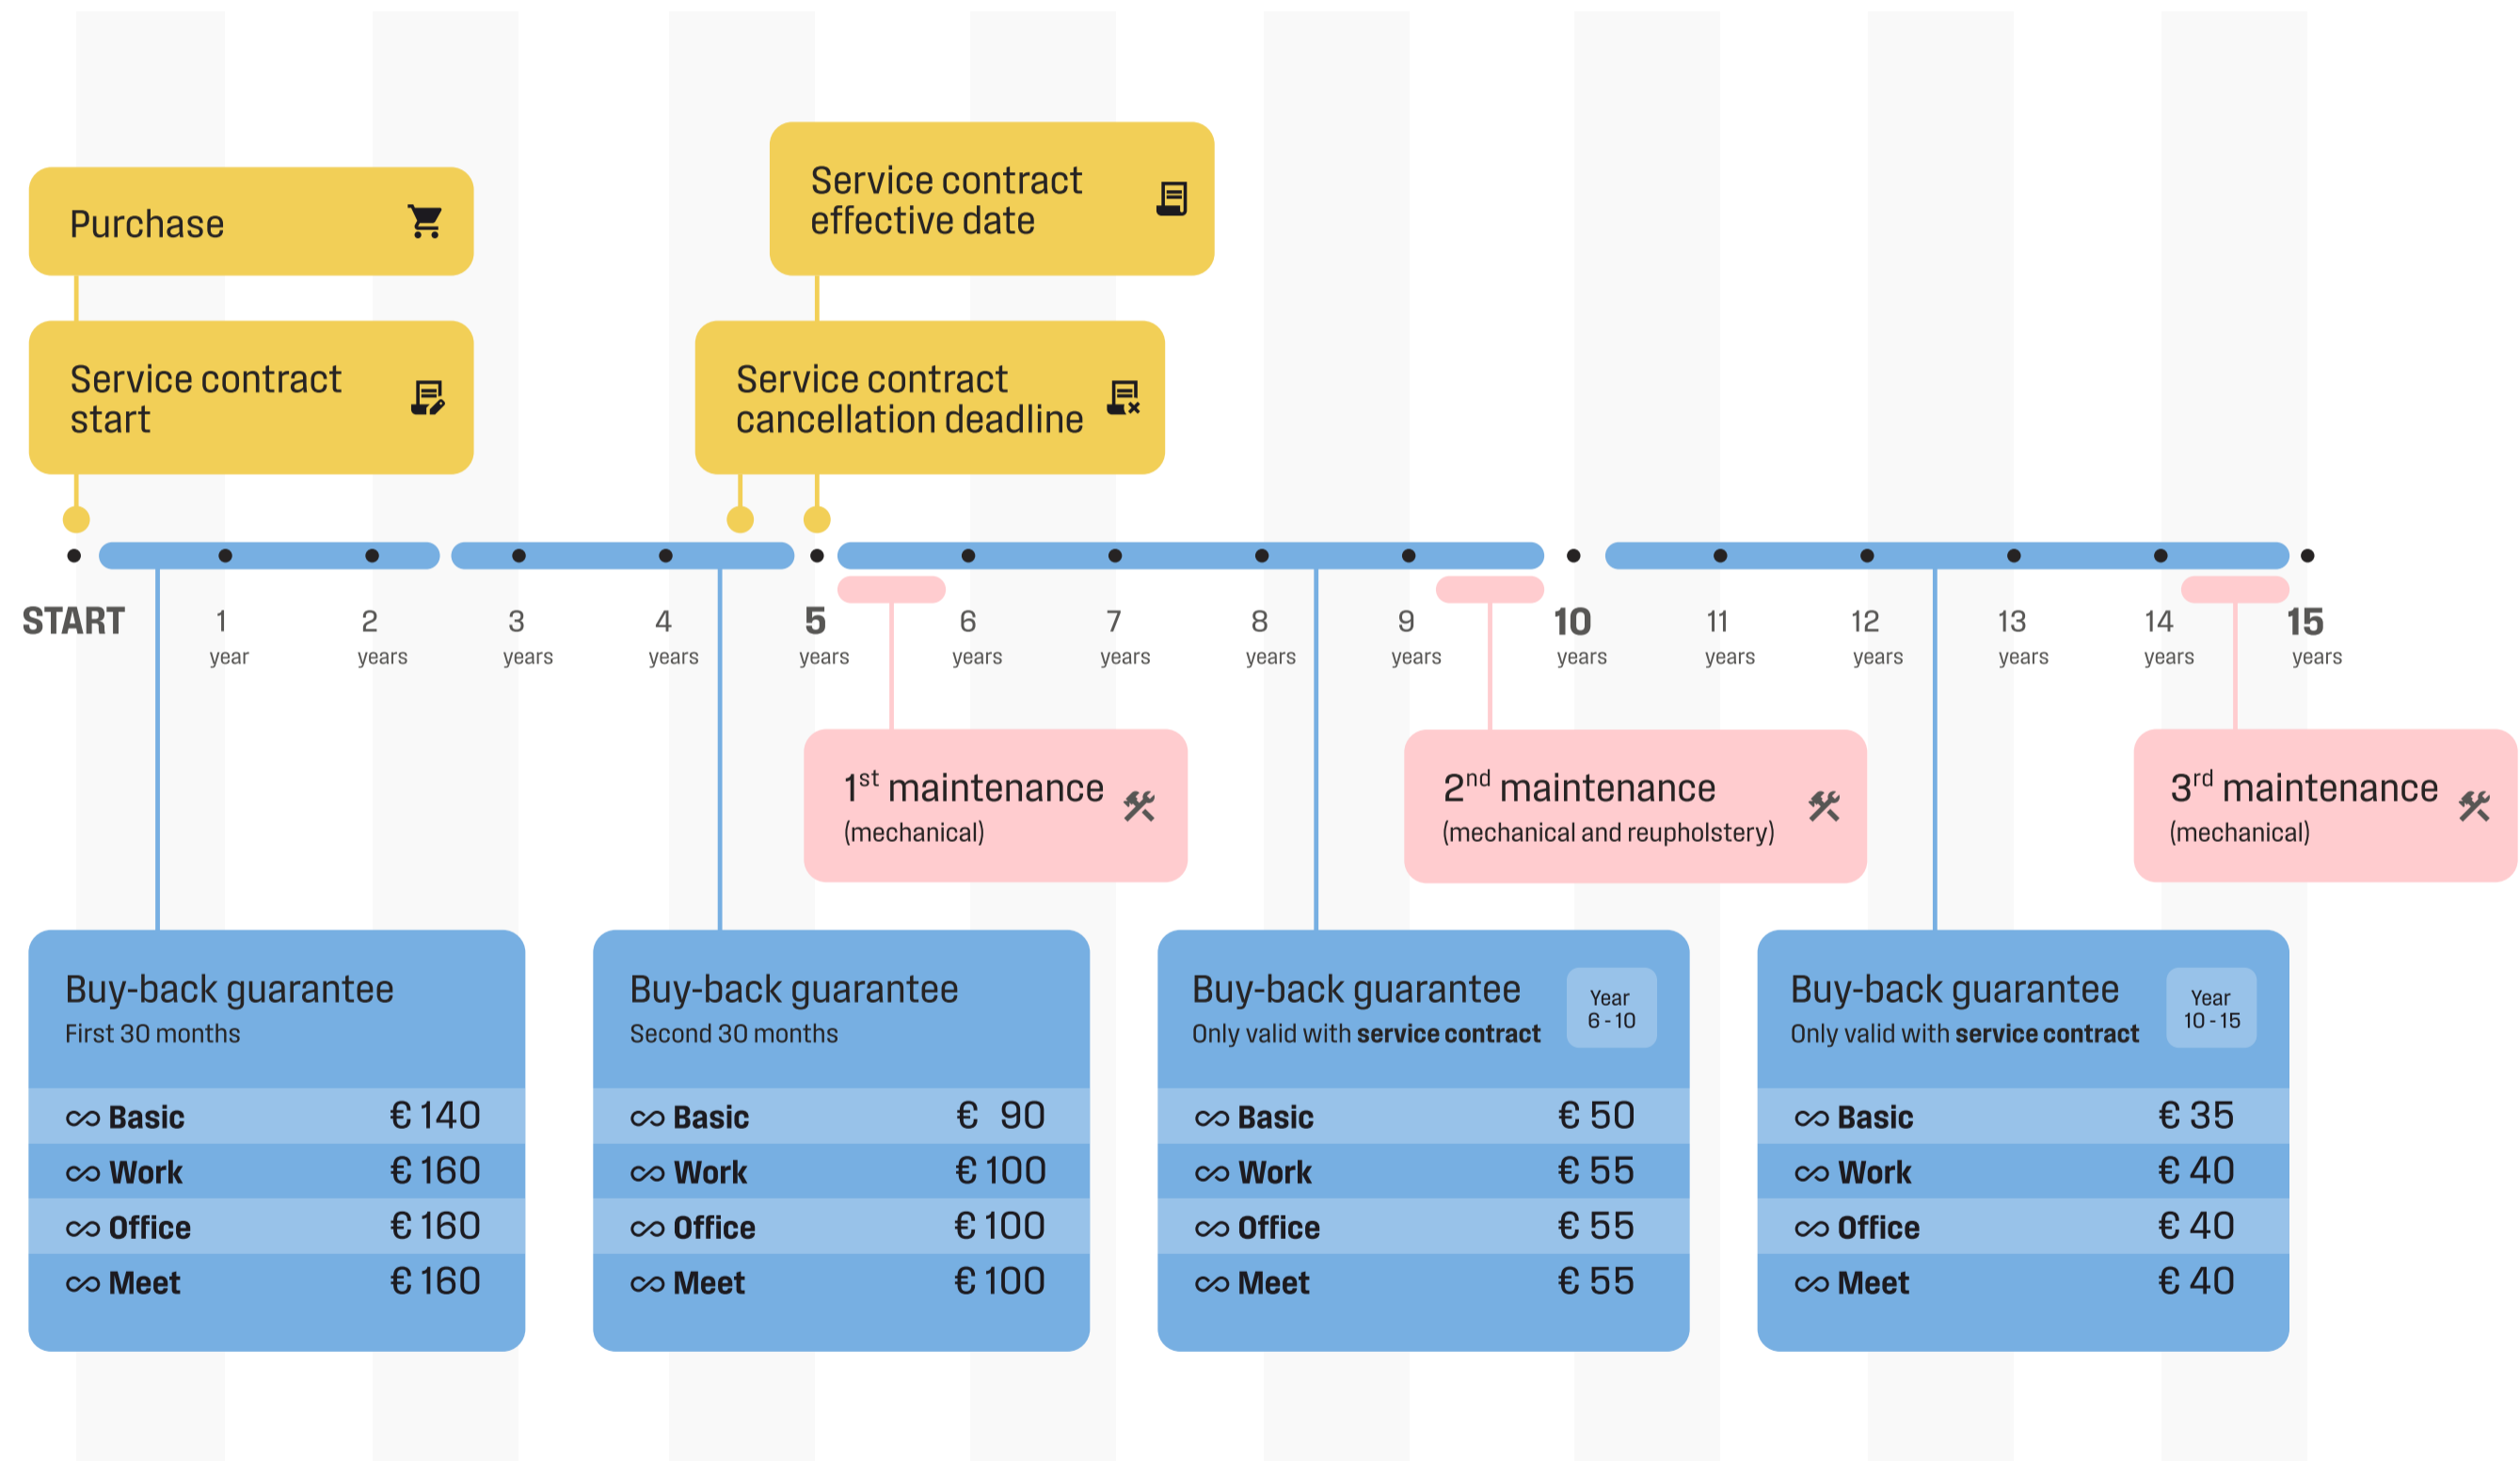 Purchase
Service contract
start
Service contract
effective date
Service contract
cancellation deadline
START
1
year
2
years
3
years
4
years
5
years
6
years
7
years
8
years
9
years
10
years
11
years
12
years
13
years
14
years
15
years
1st maintenance
(mechanical)
2nd maintenance
(mechanical and reupholstery)
3rd maintenance
(mechanical)
Buy-back guarantee
First 30 months
Basic € 140
Work € 160
Office € 160
Meet € 160
Buy-back guarantee
Second 30 months
Basic € 90
Work € 100
Office € 100
Meet € 100
Buy-back guarantee
Only valid with service contract
Year
6 - 10
Basic € 50
Work € 55
Office € 55
Meet € 55
Buy-back guarantee
Only valid with service contract
Year
10 - 15
Basic € 35
Work € 40
Office € 40
Meet € 40